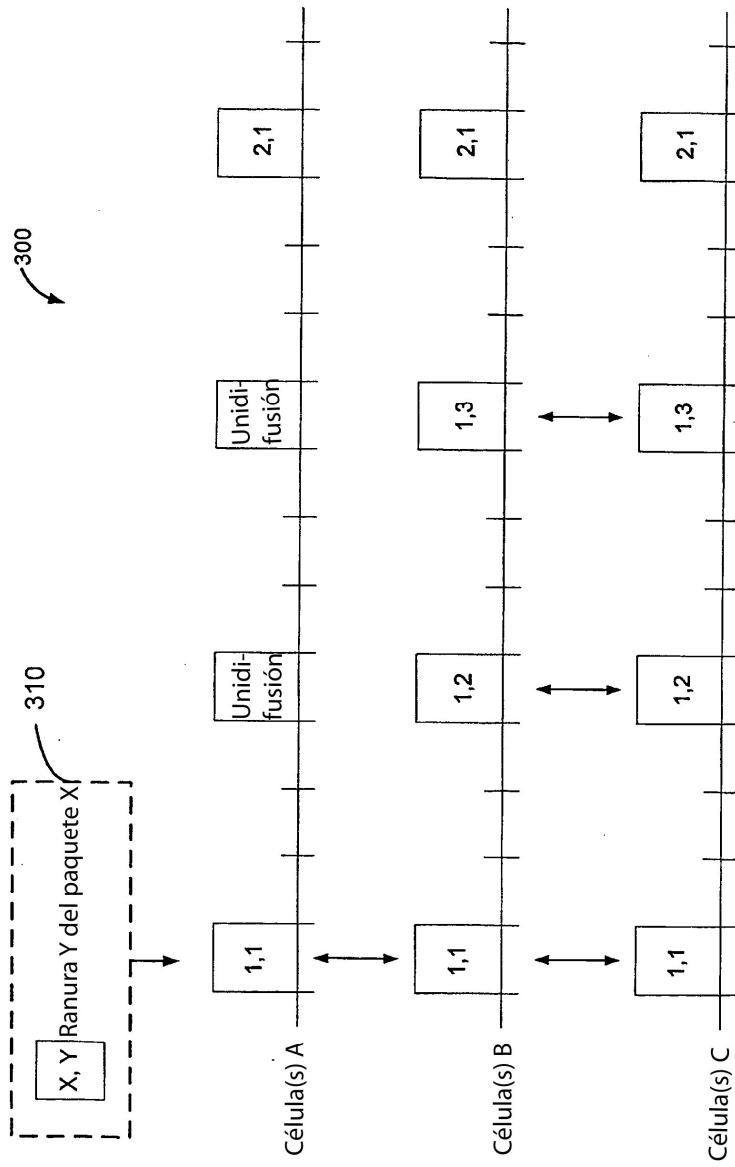 300
310
X, Y Ranura Y del paquete X
Célula(s) A
1,1
Unidi-
fusión
Unidi-
fusión
2,1
Célula(s) B
1,1
1,2
1,3
2,1
Célula(s) C
1,1
1,2
1,3
2,1